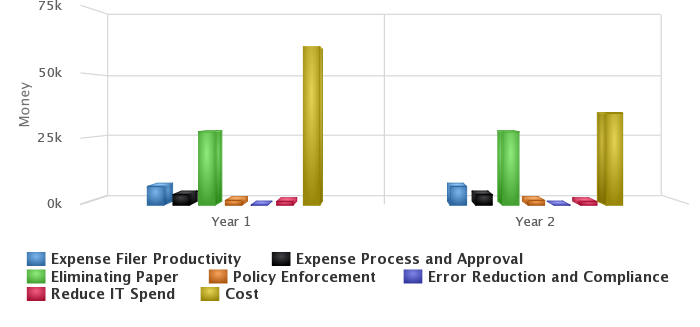 75k
50k
25k
0k
Money
Year 1 Year 2
Expense Filer Productivity Expense Process and Approval
Eliminating Paper Policy Enforcement Error Reduction and Compliance
Reduce IT Spend Cost